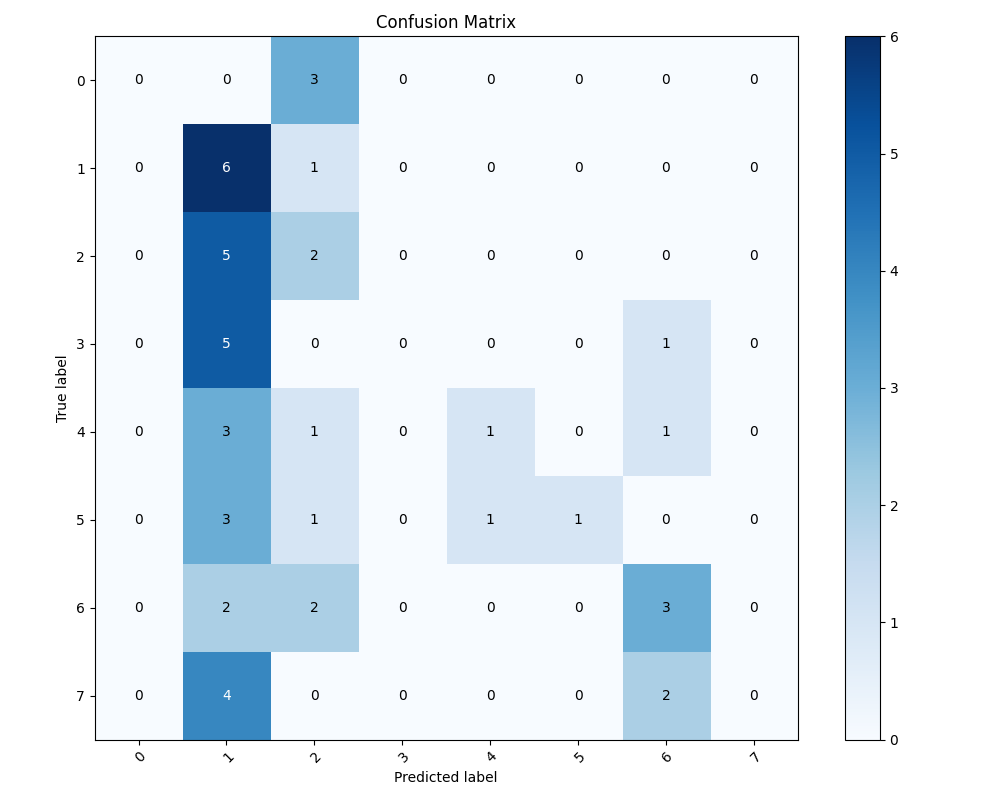 Confusion Matrix
0 0 0 3 0 0 0 0 0
1 0 6 1 0 0 0 0 0
2 0 5 2 0 0 0 0 0
3 0 5 0 0 0 0 1 0
4 0 3 1 0 1 0 1 0
5 0 3 1 0 1 1 0 0
6 0 2 2 0 0 0 3 0
7 0 4 0 0 0 0 2 0
True label
0 1 2 3 4 5 6 7
Predicted label
6
5
4
3
2
1
0